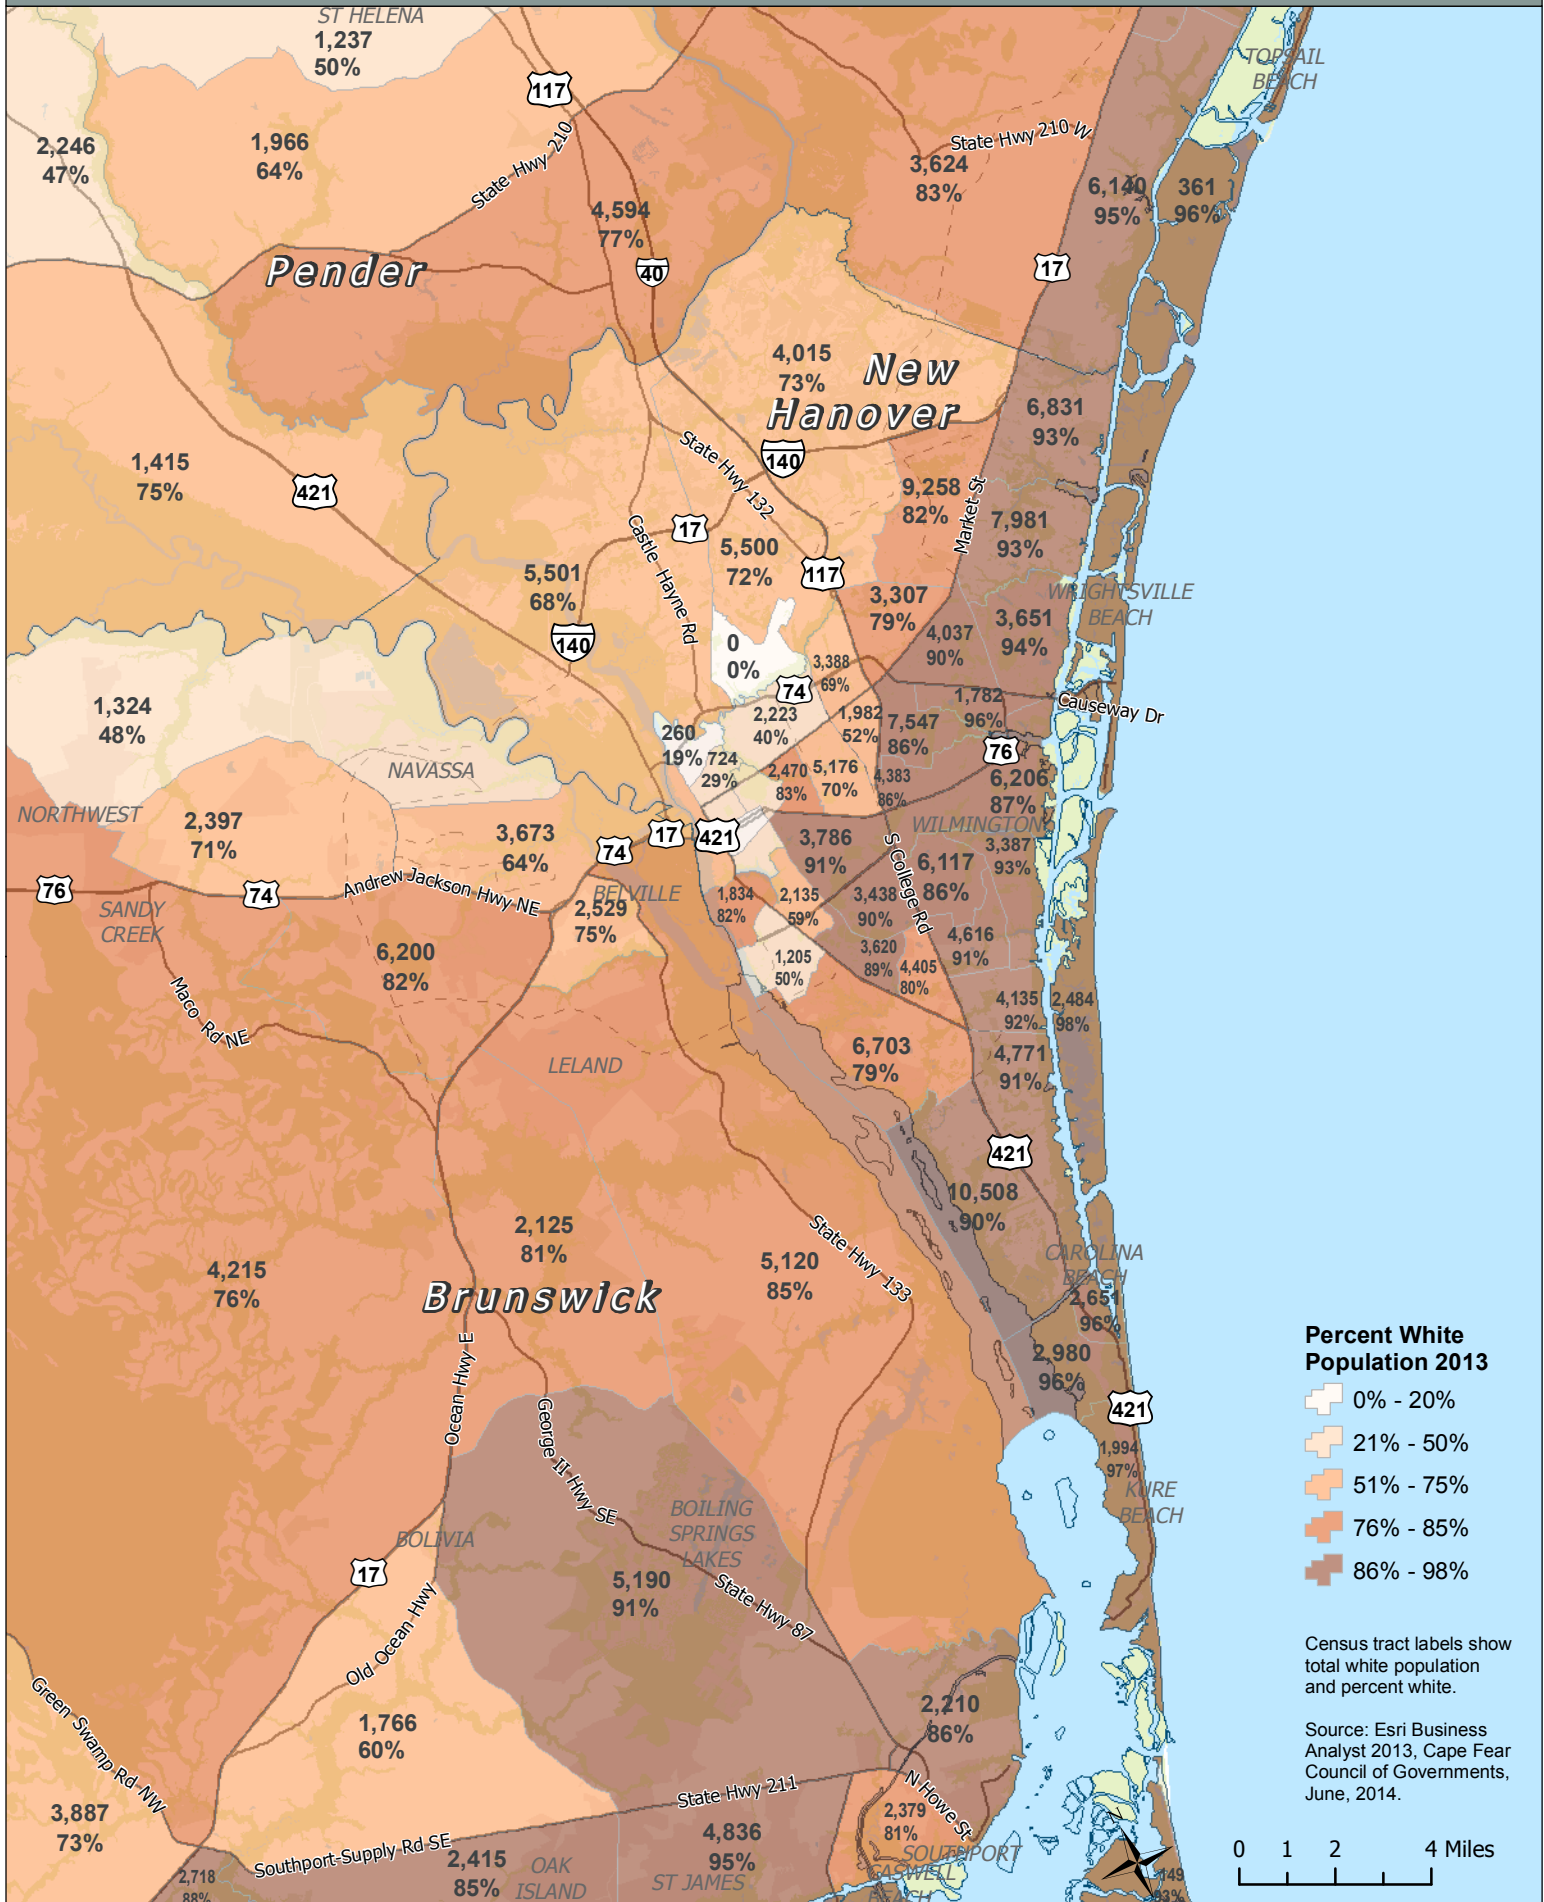 ST HELENA
1,237
50%
117
TOPSAIL
BEACH
2,246
47%
1,966
64%
State Hwy 210
State Hwy 210 W
3,624
83%
6,140
95%
361
96%
4,594
77%
Pender
40
17
4,015
73%
New
Hanover
6,831
93%
State Hwy 132
140
1,415
75%
421
9,258
82%
Market St
7,981
93%
Castle Hayne Rd
17
5,500
72%
117
5,501
68%
140
3,307
79%
WRIGHTSVILLE
BEACH
4,037
90%
3,651
94%
0
0%
3,388
69%
74
1,324
48%
2,223
40%
1,982
52%
7,547
86%
1,782
96%
Causeway Dr
260
19%
724
29%
76
NAVASSA
2,470
83%
5,176
70%
4,383
86%
6,206
87%
NORTHWEST
2,397
71%
3,673
64%
74
17
421
WILMINGTON
3,786
91%
S College Rd
6,117
86%
3,387
93%
76
74
Andrew Jackson Hwy NE
BELVILLE
2,529
75%
1,834
82%
2,135
59%
3,438
90%
SANDY
CREEK
6,200
82%
1,205
50%
3,620
89%
4,405
80%
4,616
91%
Maco Rd NE
4,135
92%
2,484
98%
LELAND
6,703
79%
4,771
91%
421
10,508
90%
2,125
81%
State Hwy 133
5,120
85%
4,215
76%
Brunswick
CAROLINA
BEACH
2,651
96%
2,980
96%
Ocean Hwy E
George II Hwy SE
421
1,994
97%
KURE
BEACH
BOILING
SPRINGS
LAKES
BOLIVIA
17
5,190
91%
State Hwy 87
Old Ocean Hwy
Green Swamp Rd NW
1,766
60%
2,210
86%
State Hwy 211
N Howe St
3,887
73%
2,379
81%
Southport-Supply Rd SE
4,836
95%
2,415
85%
OAK
ISLAND
ST JAMES
SOUTHPORT
CASWELL
BEACH
2,718
88%
149
93%
Percent White
Population 2013
0% - 20%
21% - 50%
51% - 75%
76% - 85%
86% - 98%
Census tract labels show
total white population
and percent white.
Source: Esri Business
Analyst 2013, Cape Fear
Council of Governments,
June, 2014.
0 1 2 4 Miles